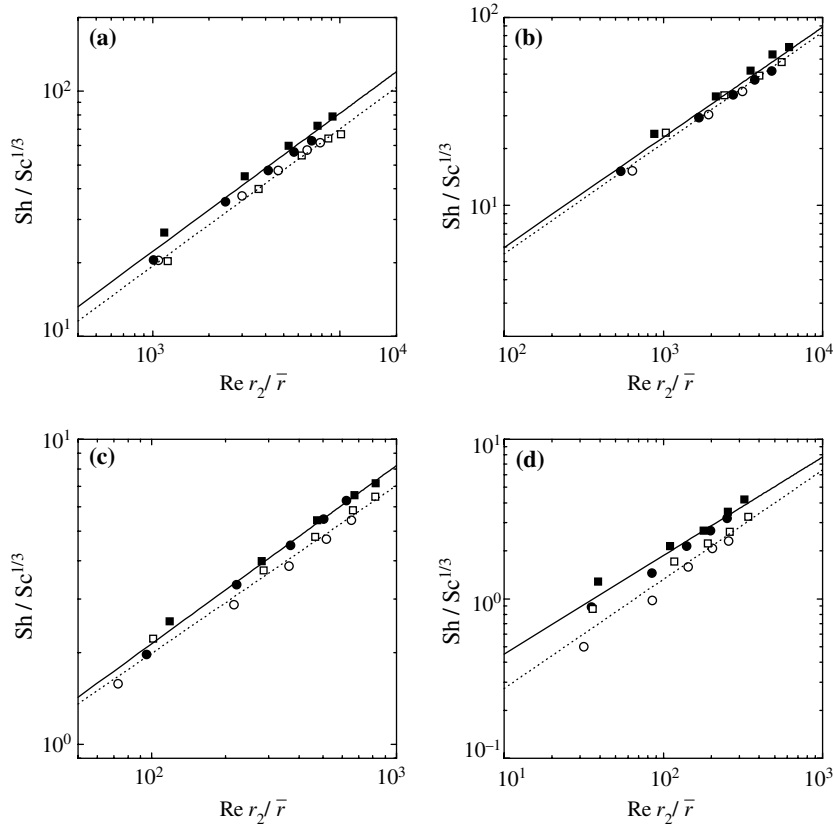 (a)
10²
10¹
10³
10⁴
Sh / Sc^{1/3}
Re r₂ / r̄
(b)
10²
10¹
10²
10³
10⁴
Sh / Sc^{1/3}
Re r₂ / r̄
(c)
10¹
10⁰
10²
10³
Sh / Sc^{1/3}
Re r₂ / r̄
(d)
10¹
10⁰
10⁻¹
10¹
10²
10³
Sh / Sc^{1/3}
Re r₂ / r̄